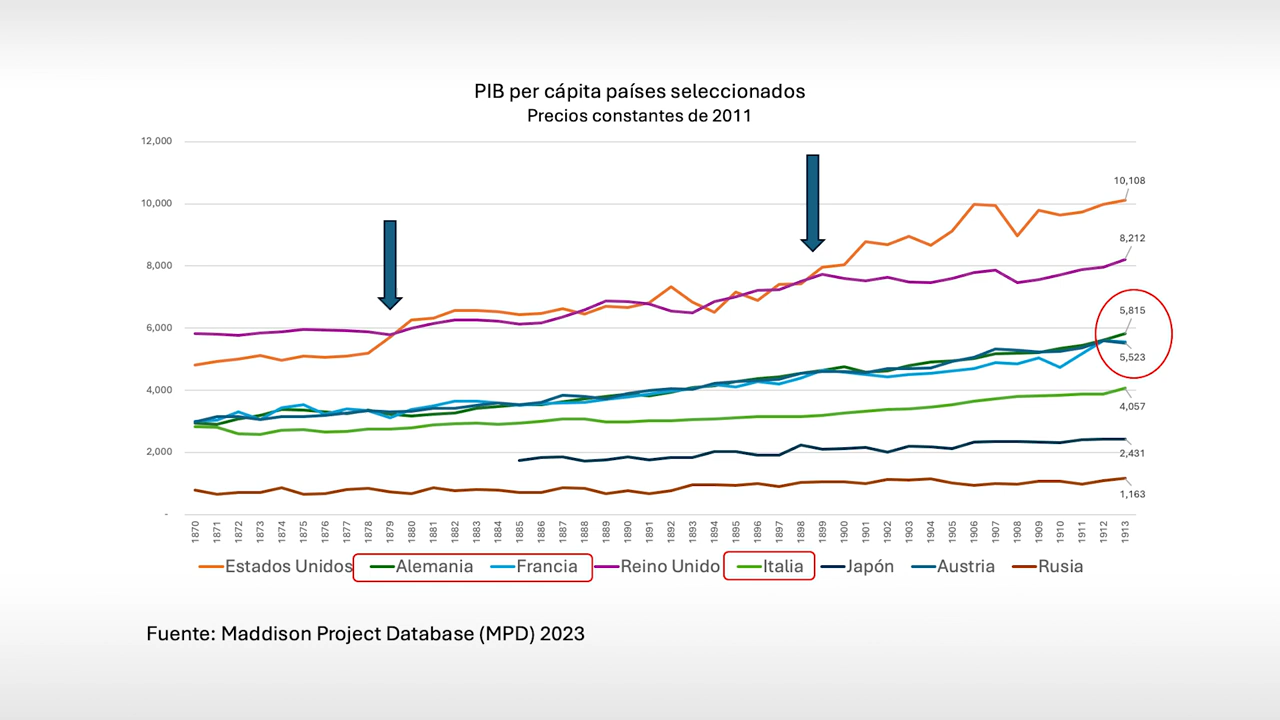 PIB per cápita países seleccionados
Precios constantes de 2011
12,000
10,000
8,000
6,000
4,000
2,000
-
10,108
8,212
5,815
5,523
4,057
2,431
1,163
1870 1871 1872 1873 1874 1875 1876 1877 1878 1879 1880 1881 1882 1883 1884 1885 1886 1887 1888 1889 1890 1891 1892 1893 1894 1895 1896 1897 1898 1899 1900 1901 1902 1903 1904 1905 1906 1907 1908 1909 1910 1911 1912 1913
Estados Unidos Alemania Francia Reino Unido Italia Japón Austria Rusia
Fuente: Maddison Project Database (MPD) 2023